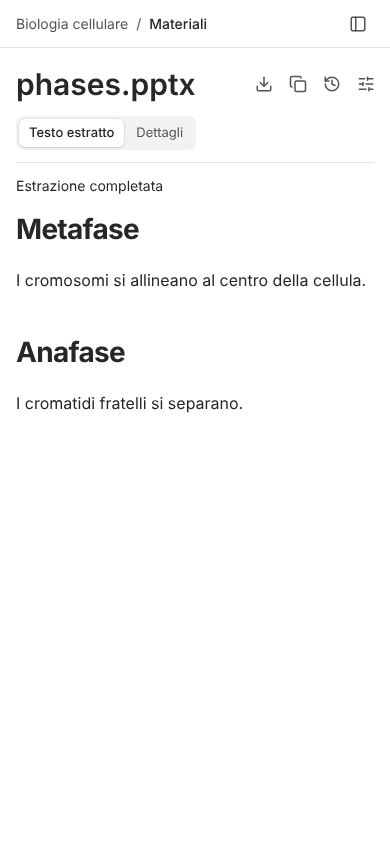 Biologia cellulare / Materiali
phases.pptx
Testo estratto Dettagli
Estrazione completata
Metafase
I cromosomi si allineano al centro della cellula.
Anafase
I cromatidi fratelli si separano.